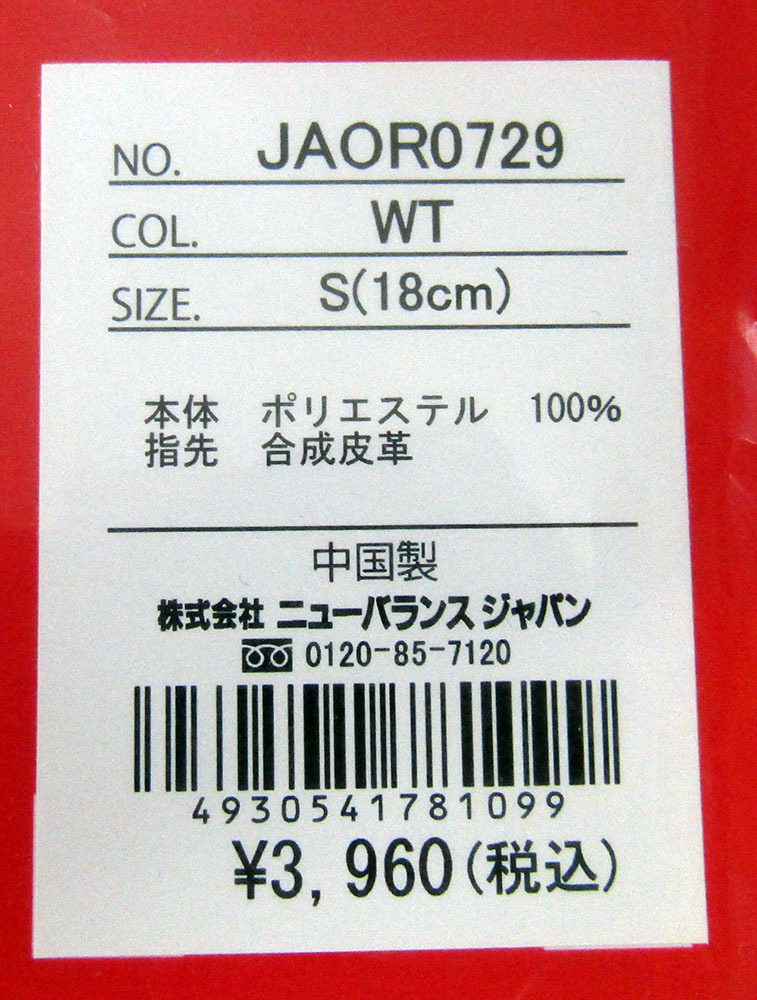 NO. JAOR0729
COL. WT
SIZE. S(18cm)
本体 ポリエステル 100%
指先 合成皮革
中国製
株式会社 ニューバランス ジャパン
0120-85-7120
4930541781099
¥3,960(税込)